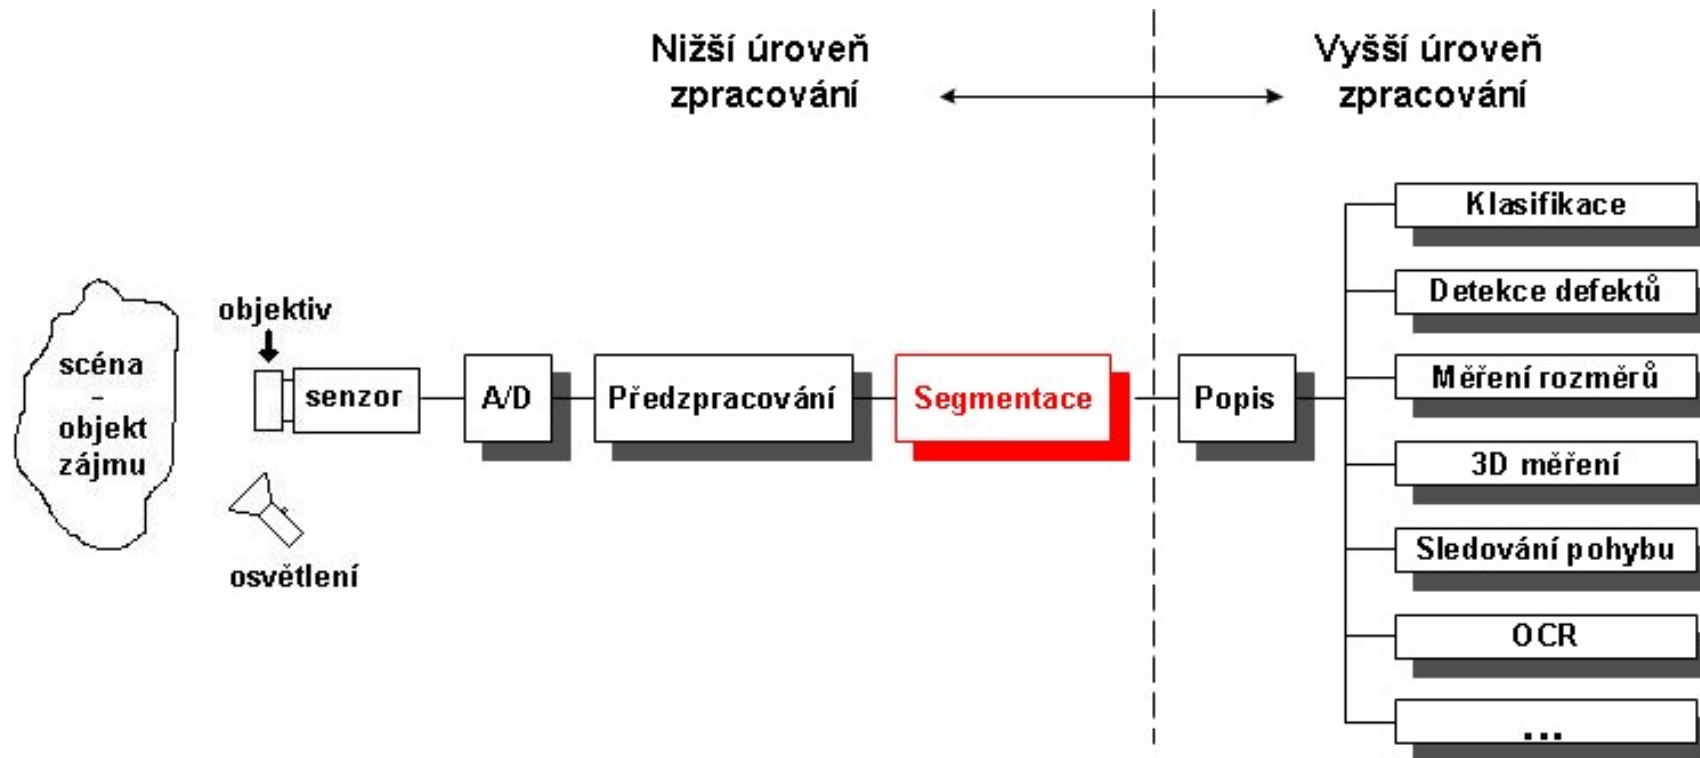 Nižší úroveň
zpracování
Vyšší úroveň
zpracování
scéna
-
objekt
zájmu
objektiv
senzor
osvětlení
A/D
Předzpracování
Segmentace
Popis
Klasifikace
Detekce defektů
Měření rozměrů
3D měření
Sledování pohybu
OCR
...